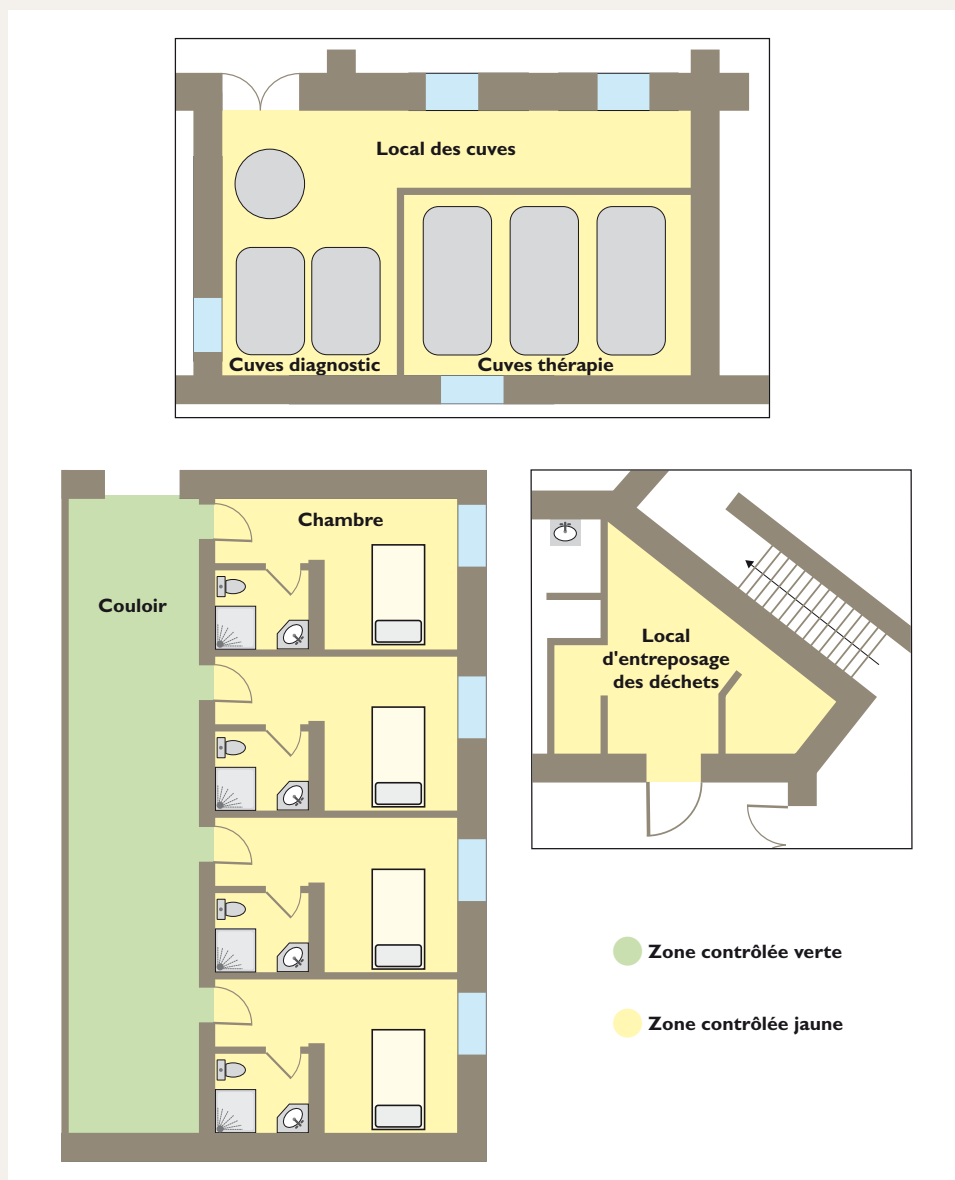 Local des cuves
Cuves diagnostic
Cuves thérapie
Chambre
Couloir
Local
d'entreposage
des déchets
Zone contrôlée verte
Zone contrôlée jaune